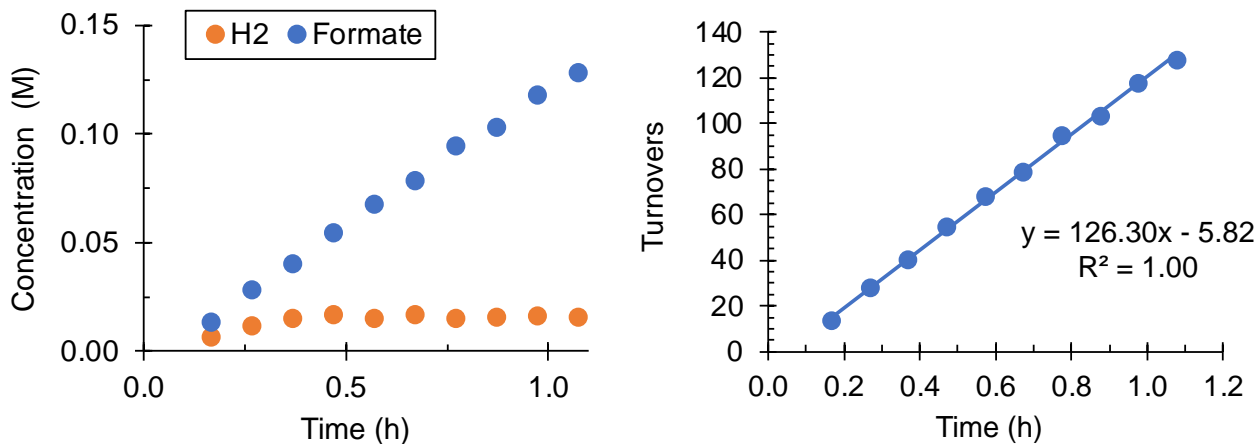 H2 Formate
Concentration (M)
0.15
0.10
0.05
0.00
0.0 0.5 1.0
Time (h)
Turnovers
140
120
100
80
60
40
20
0
y = 126.30x - 5.82
R² = 1.00
0.0 0.2 0.4 0.6 0.8 1.0 1.2
Time (h)